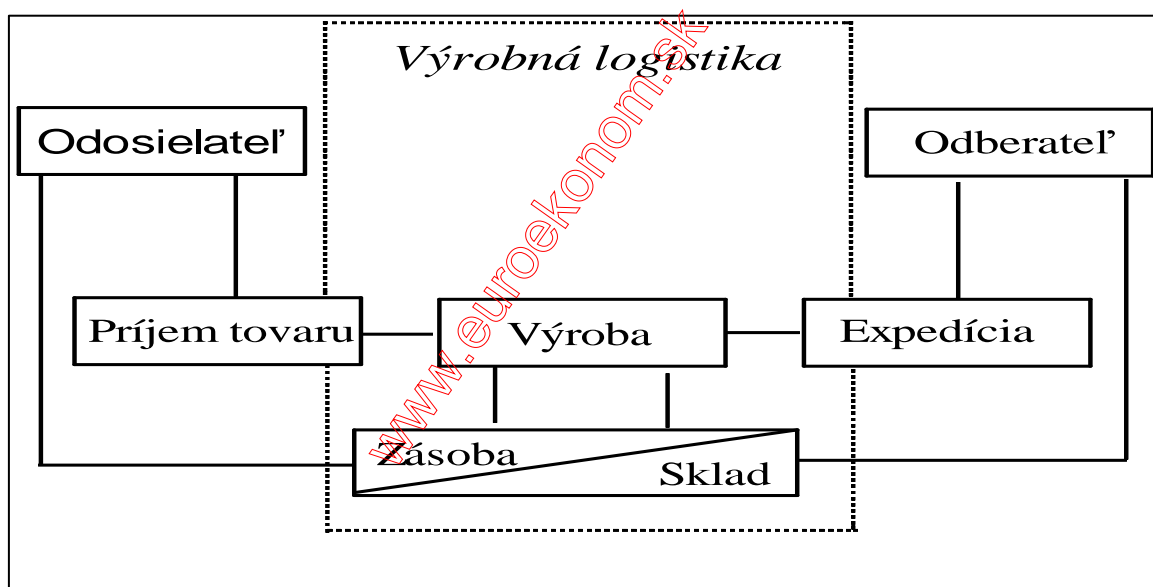 Výrobná logistika
Odosielateľ
Odberateľ
Príjem tovaru
Výroba
Expedícia
Zásoba
Sklad
www.euroekonom.sk